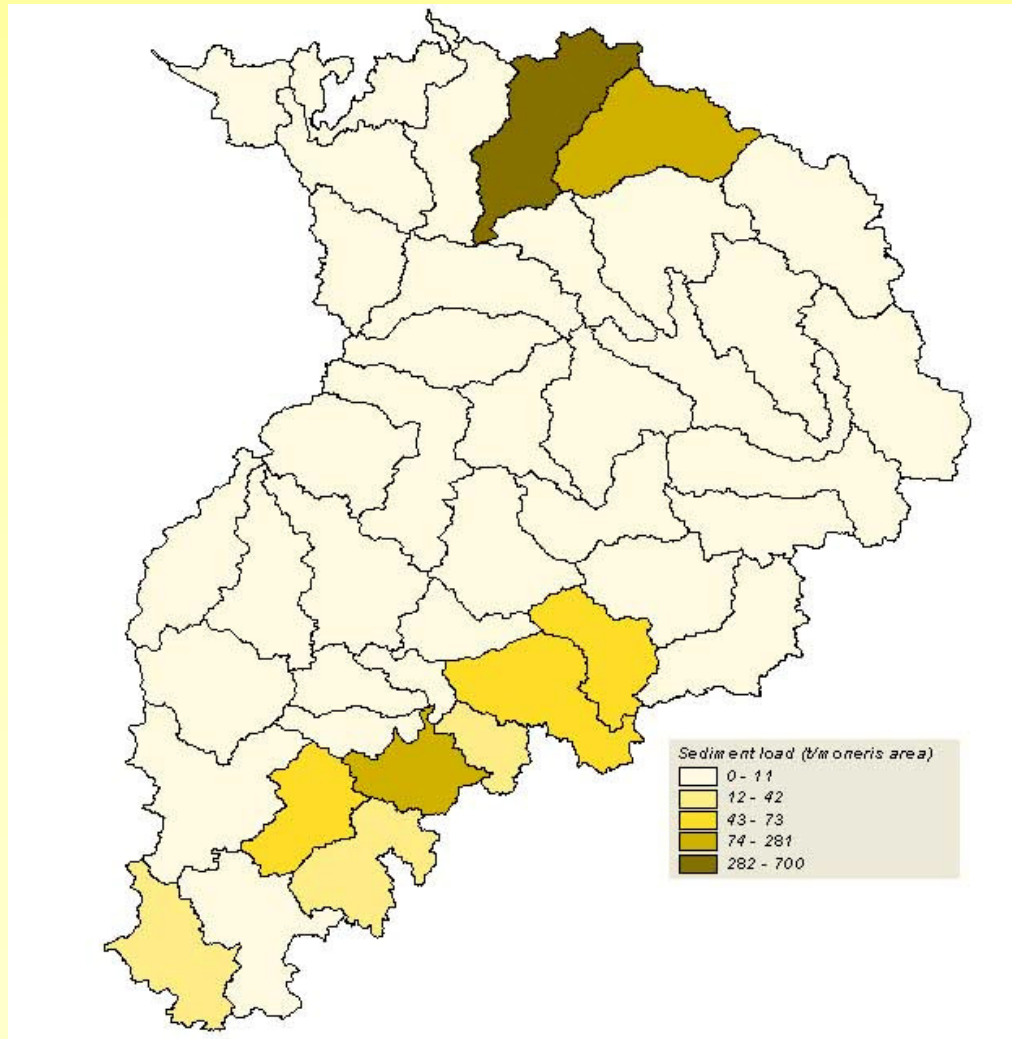 Sediment load (t/moneris area)
0 - 11
12 - 42
43 - 73
74 - 281
282 - 700